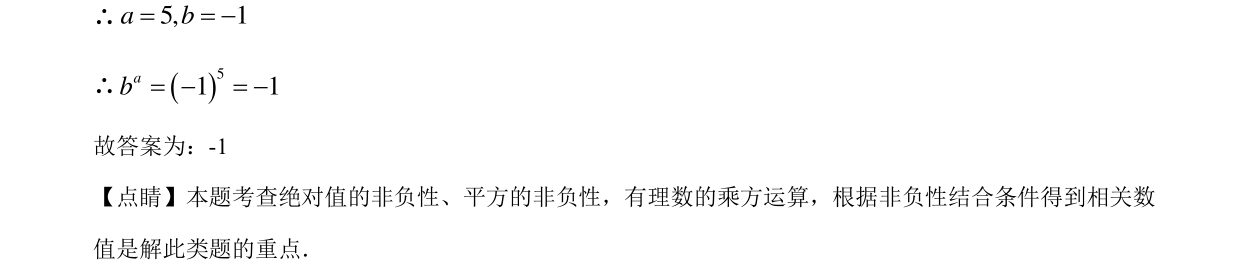 ∴ a = 5, b = −1
∴ bᵃ = (−1)⁵ = −1
故答案为：-1
【点睛】本题考查绝对值的非负性、平方的非负性，有理数的乘方运算，根据非负性结合条件得到相关数
值是解此类题的重点．